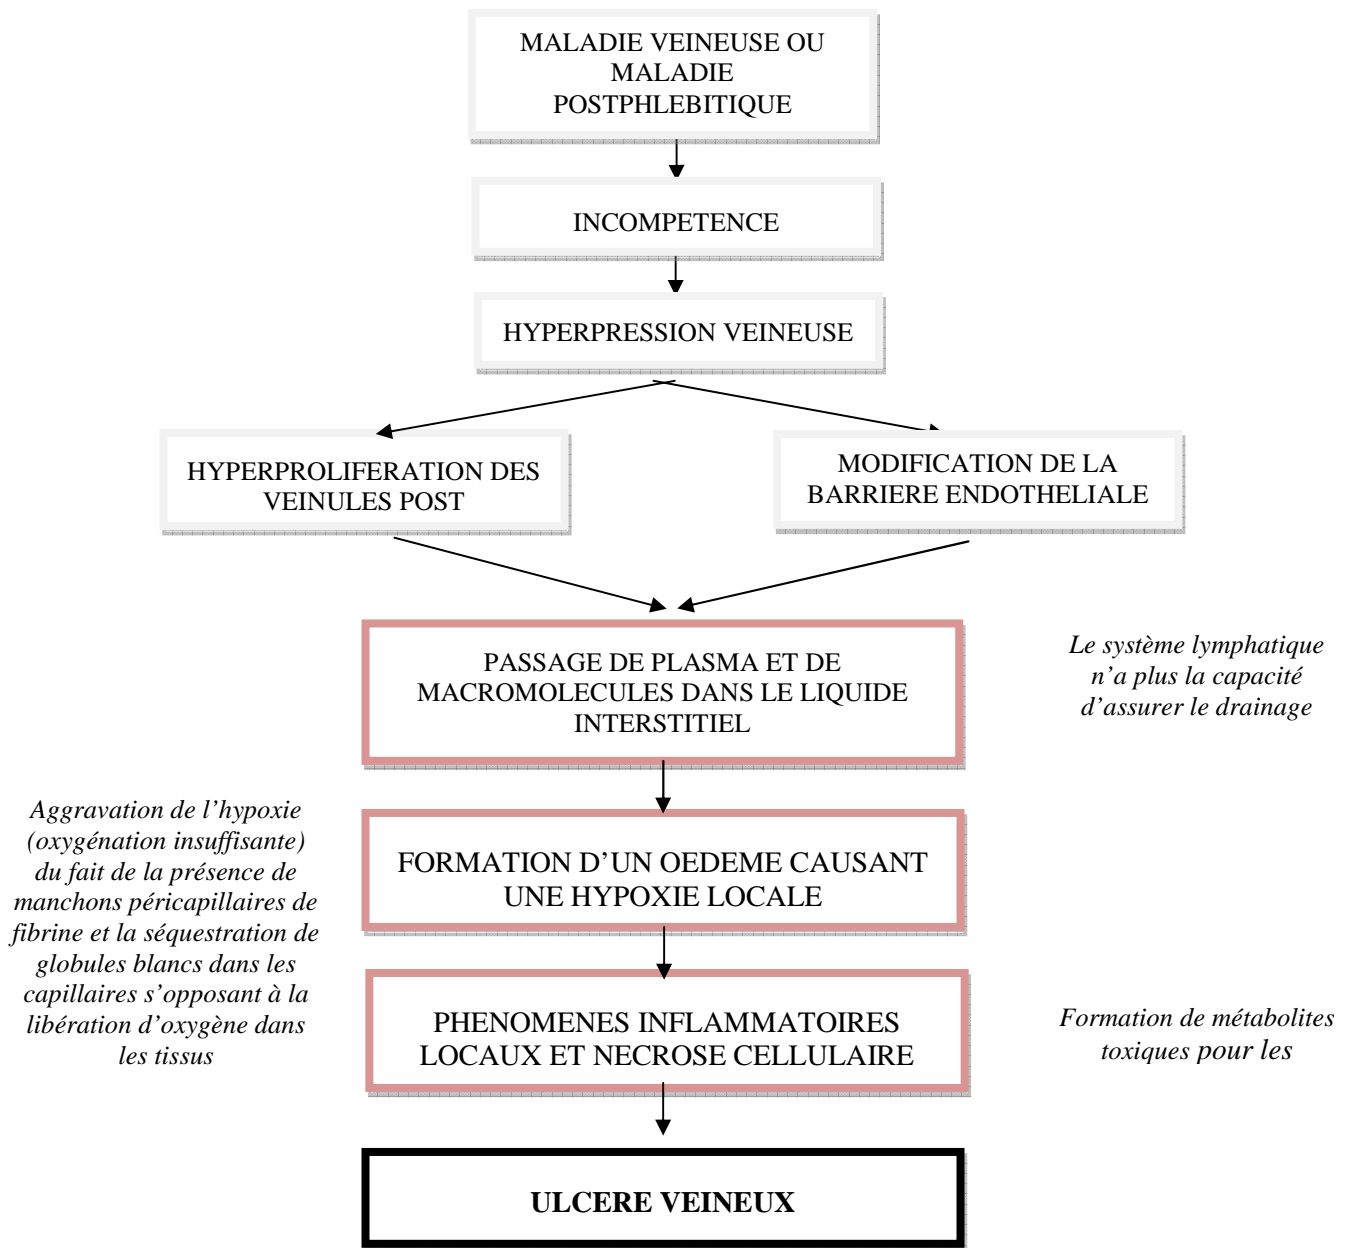 MALADIE VEINEUSE OU
MALADIE
POSTPHLEBITIQUE
INCOMPETENCE
HYPERPRESSION VEINEUSE
HYPERPROLIFERATION DES
VEINULES POST
MODIFICATION DE LA
BARRIERE ENDOTHELIALE
PASSAGE DE PLASMA ET DE
MACROMOLECULES DANS LE LIQUIDE
INTERSTITIEL
Le système lymphatique
n’a plus la capacité
d’assurer le drainage
Aggravation de l’hypoxie
(oxygénation insuffisante)
du fait de la présence de
manchons péricapillaires de
fibrine et la séquestration de
globules blancs dans les
capillaires s’opposant à la
libération d’oxygène dans
les tissus
FORMATION D’UN OEDEME CAUSANT
UNE HYPOXIE LOCALE
PHENOMENES INFLAMMATOIRES
LOCAUX ET NECROSE CELLULAIRE
Formation de métabolites
toxiques pour les
ULCERE VEINEUX